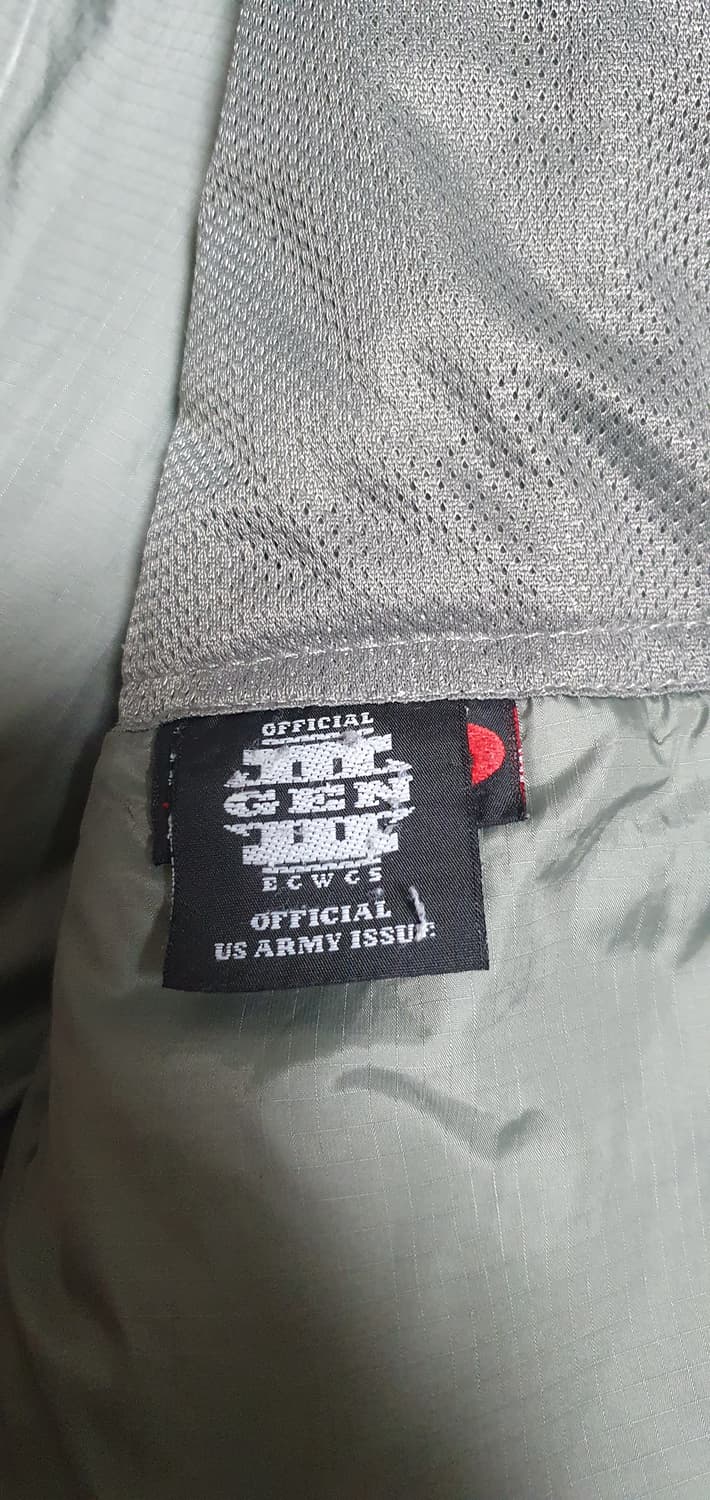 OFFICIAL
III
GEN
III
ECWCS
OFFICIAL
US ARMY ISSUE